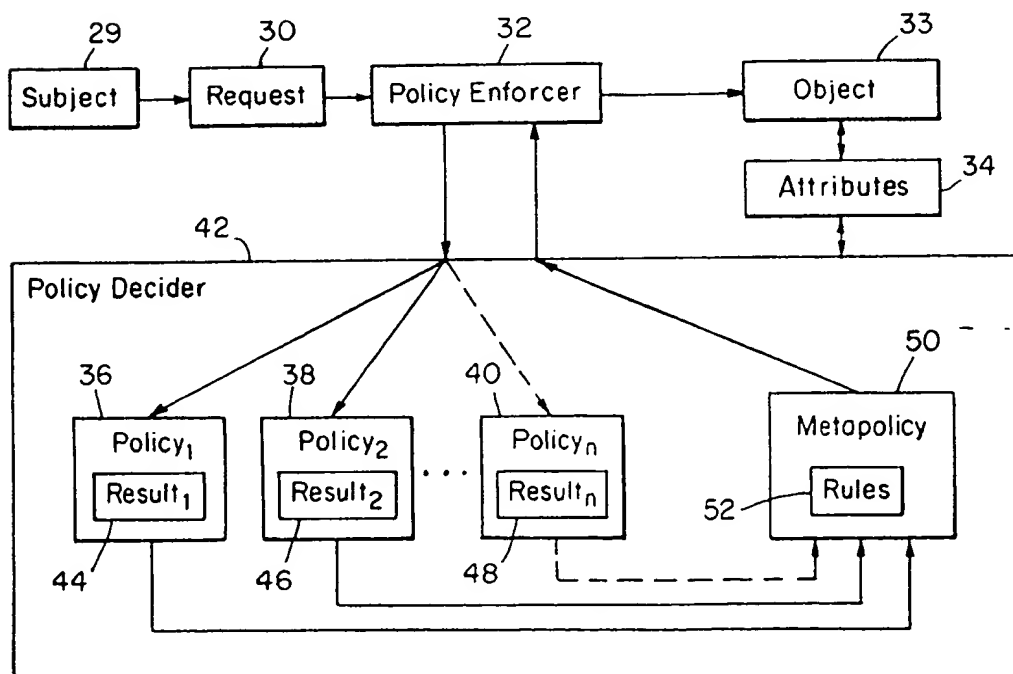 29
30
32
33
Subject
Request
Policy Enforcer
Object
Attributes
34
42
Policy Decider
36
38
40
50
Policy₁
Policy₂
Policyₙ
Metapolicy
Result₁
Result₂
. . .
Resultₙ
52
Rules
44
46
48